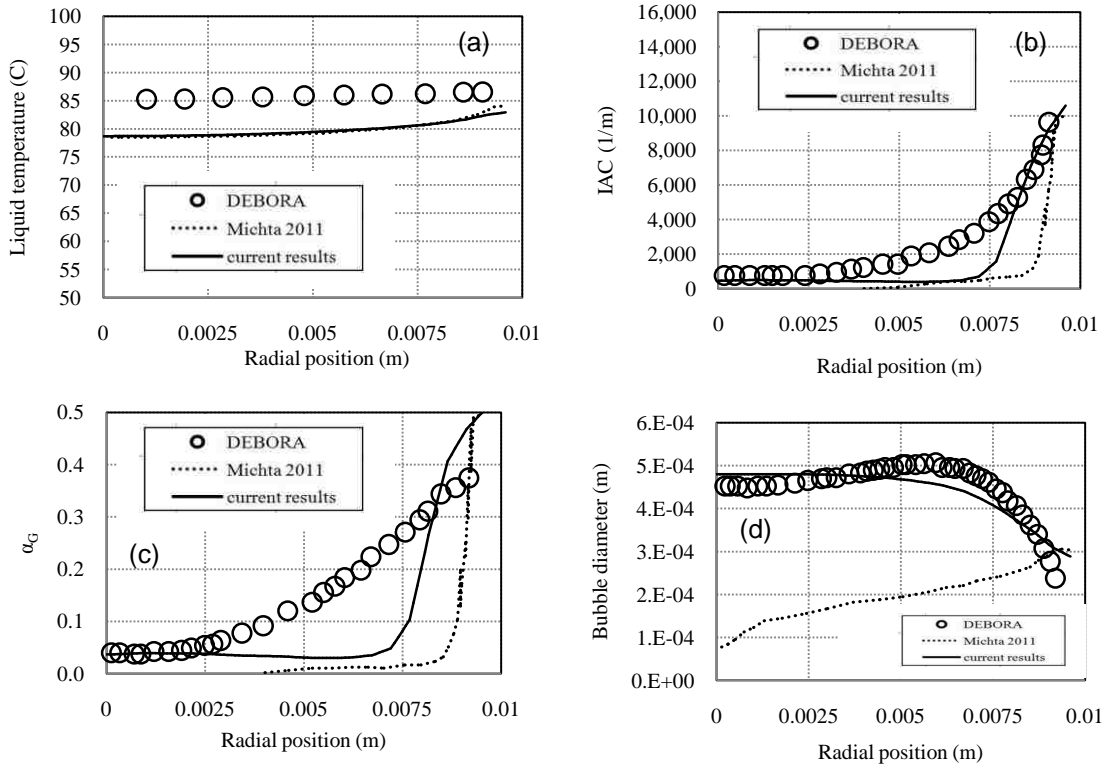 (a)
100
95
90
85
80
75
70
65
60
55
50
Liquid temperature (C)
DEBORA
Michta 2011
current results
0 0.0025 0.005 0.0075 0.01
Radial position (m)
(b)
16,000
14,000
12,000
10,000
8,000
6,000
4,000
2,000
0
IAC (1/m)
DEBORA
Michta 2011
current results
0 0.0025 0.005 0.0075 0.01
Radial position (m)
(c)
0.5
0.4
0.3
0.2
0.1
0.0
αG
DEBORA
Michta 2011
current results
0 0.0025 0.005 0.0075 0.01
Radial position (m)
(d)
6.E-04
5.E-04
4.E-04
3.E-04
2.E-04
1.E-04
0.E+00
Bubble diameter (m)
DEBORA
Michta 2011
current results
0 0.0025 0.005 0.0075 0.01
Radial position (m)